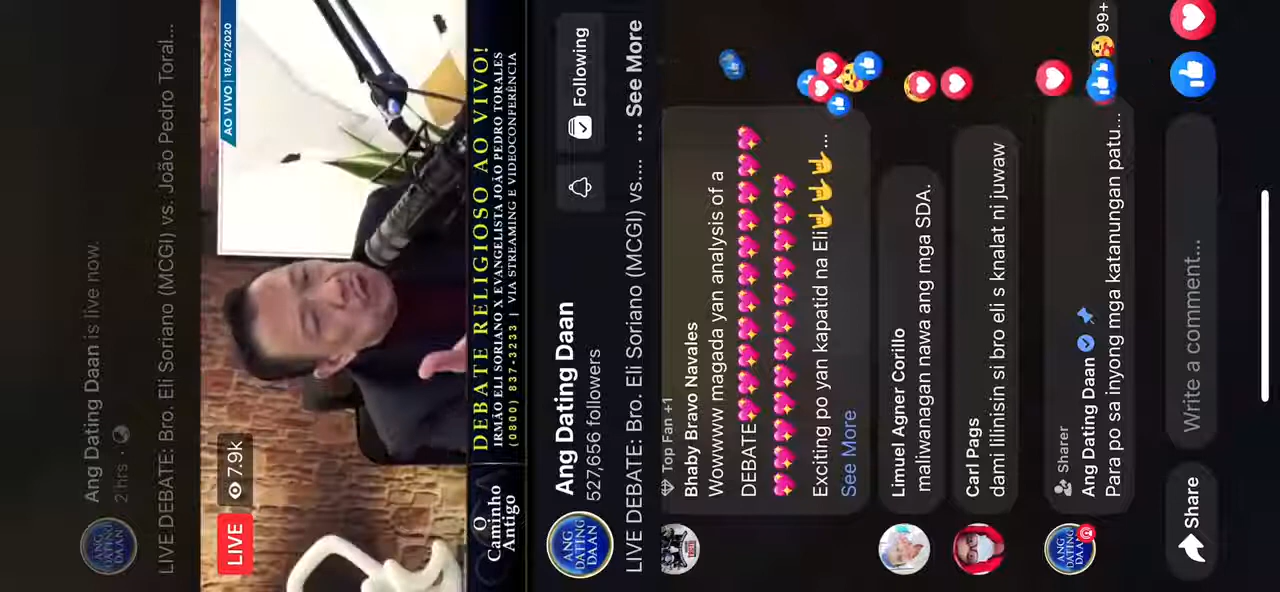 Ang Dating Daan is live now.
2 hrs ·
LIVE DEBATE: Bro. Eli Soriano (MCGI) vs. João Pedro Toral...
LIVE
7.9k
AO VIVO | 18/12/2020
O
Caminho
Antigo
DEBATE RELIGIOSO AO VIVO!
IRMÃO ELI SORIANO X EVANGELISTA JOÃO PEDRO TORALES
(0800) 837-3233 | VIA STREAMING E VIDEOCONFERÊNCIA
ANG
DATING
DAAN
Ang Dating Daan
527,656 followers
Following
LIVE DEBATE: Bro. Eli Soriano (MCGI) vs.... ... See More
Top Fan +1
Bhaby Bravo Navales
Wowwww magada yan analysis of a
DEBATE💖💖💖💖💖💖💖💖💖💖💖
💖💖💖💖💖💖💖💖💖💖💖💖
Exciting po yan kapatid na Eli🤟🤟🤟...
See More
Limuel Agner Corillo
maliwanagan nawa ang mga SDA.
Carl Pags
dami lilinisin si bro eli s knalat ni juwaw
Sharer
Ang Dating Daan
Para po sa inyong mga katanungan patu...
99+
Share
Write a comment...